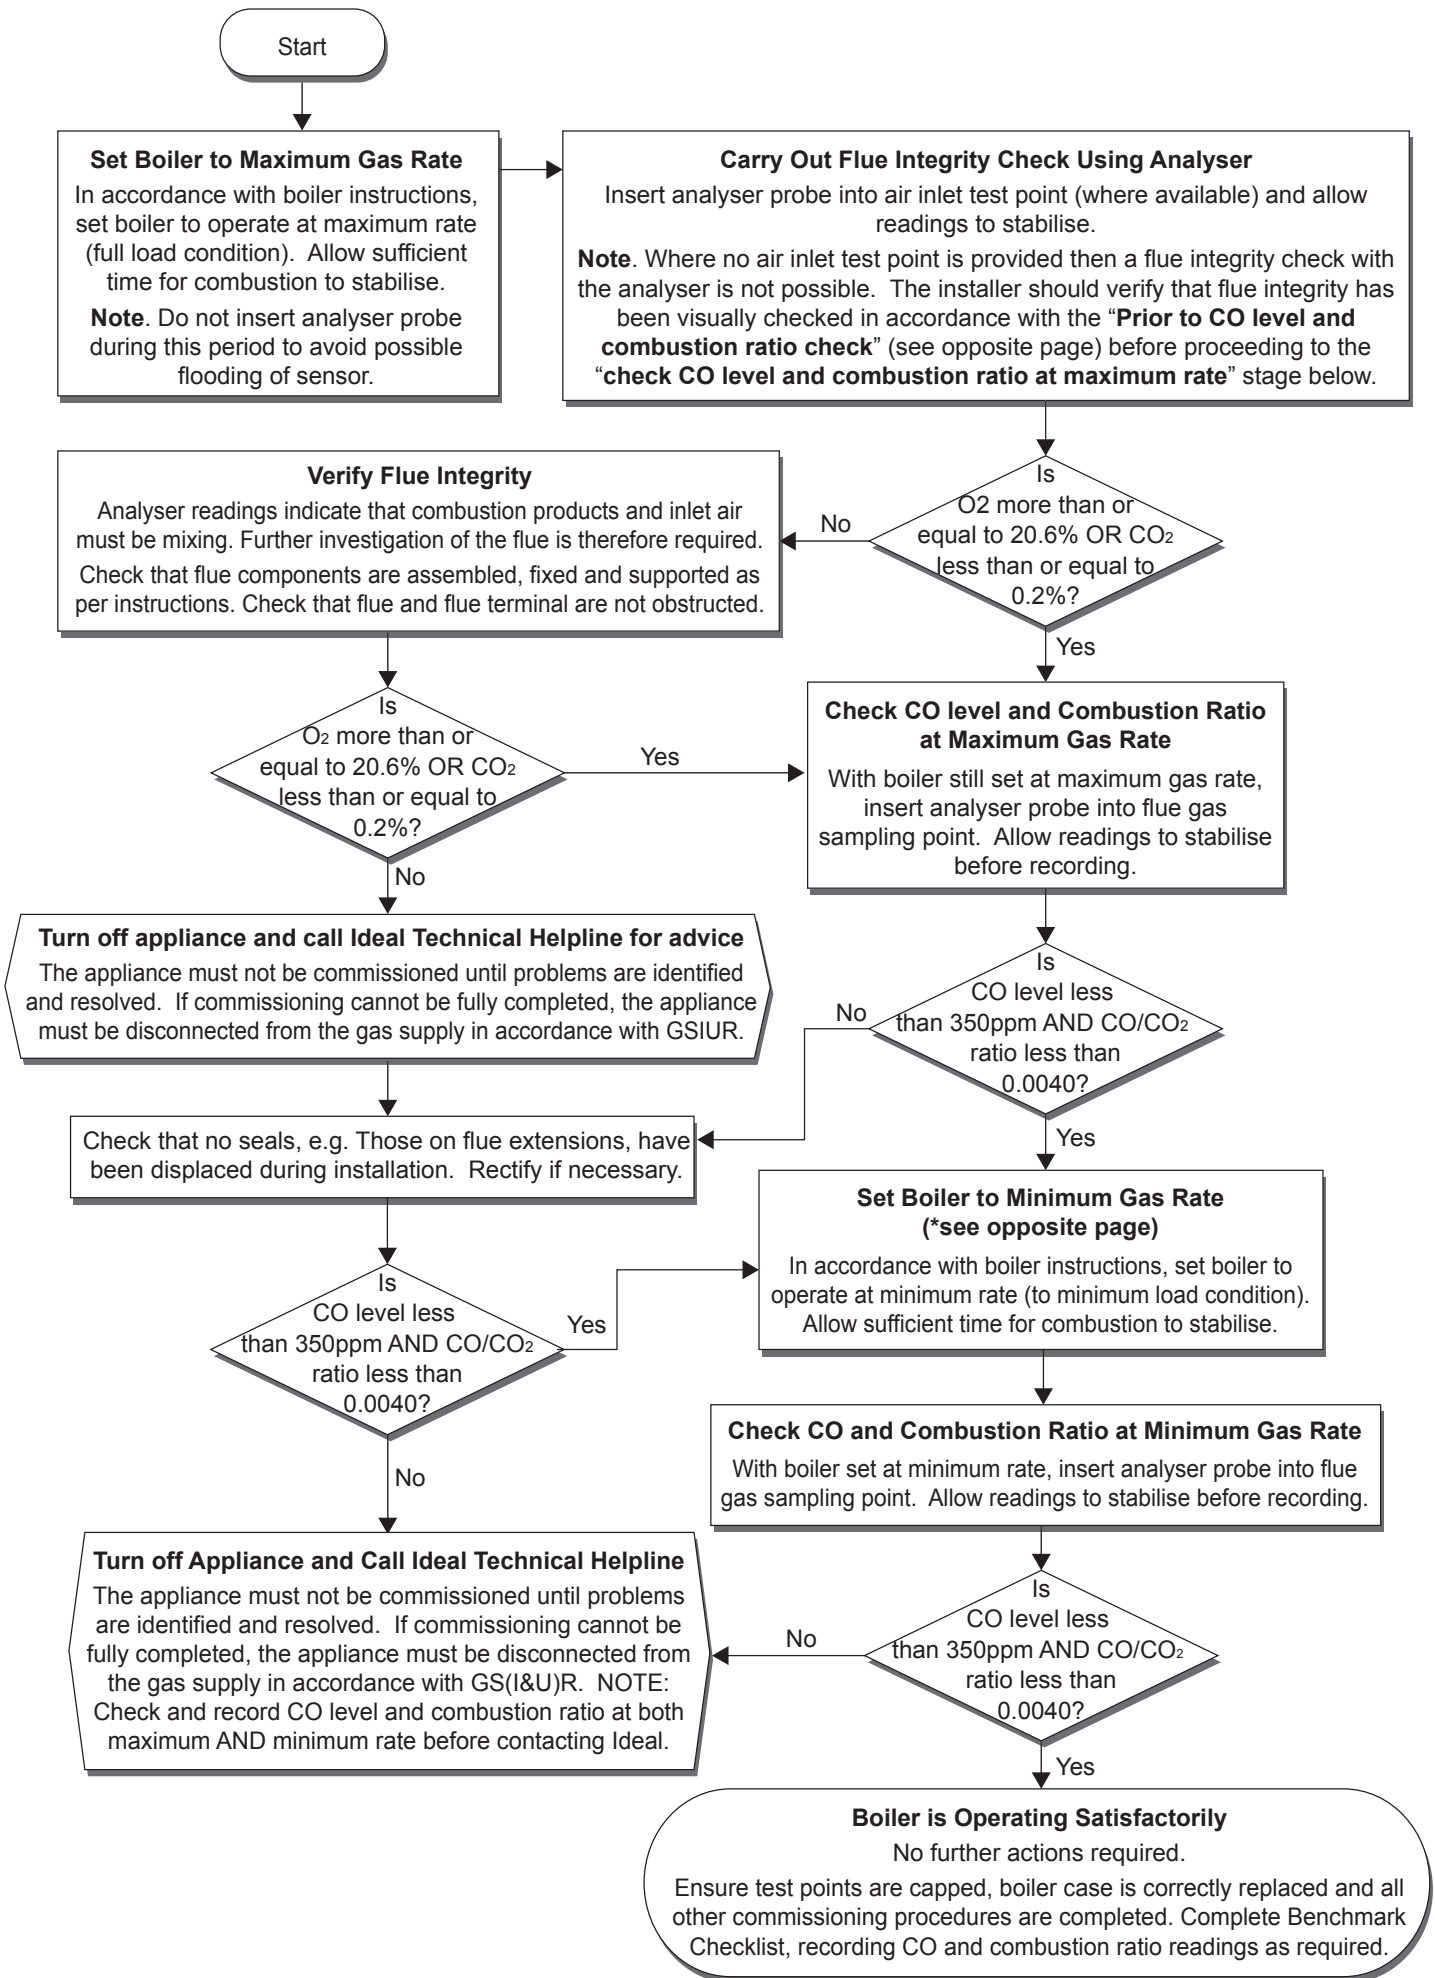 Start
Set Boiler to Maximum Gas Rate
In accordance with boiler instructions,
set boiler to operate at maximum rate
(full load condition).  Allow sufficient
time for combustion to stabilise.
Note. Do not insert analyser probe
during this period to avoid possible
flooding of sensor.
Carry Out Flue Integrity Check Using Analyser
Insert analyser probe into air inlet test point (where available) and allow
readings to stabilise.
Note. Where no air inlet test point is provided then a flue integrity check with
the analyser is not possible.  The installer should verify that flue integrity has
been visually checked in accordance with the “Prior to CO level and
combustion ratio check” (see opposite page) before proceeding to the
“check CO level and combustion ratio at maximum rate” stage below.
Is
O2 more than or
equal to 20.6% OR CO2
less than or equal to
0.2%?
No
Yes
Verify Flue Integrity
Analyser readings indicate that combustion products and inlet air
must be mixing. Further investigation of the flue is therefore required.
Check that flue components are assembled, fixed and supported as
per instructions. Check that flue and flue terminal are not obstructed.
Is
O2 more than or
equal to 20.6% OR CO2
less than or equal to
0.2%?
Yes
No
Check CO level and Combustion Ratio
at Maximum Gas Rate
With boiler still set at maximum gas rate,
insert analyser probe into flue gas
sampling point.  Allow readings to stabilise
before recording.
Turn off appliance and call Ideal Technical Helpline for advice
The appliance must not be commissioned until problems are identified
and resolved.  If commissioning cannot be fully completed, the appliance
must be disconnected from the gas supply in accordance with GSIUR.
Is
CO level less
than 350ppm AND CO/CO2
ratio less than
0.0040?
No
Yes
Check that no seals, e.g. Those on flue extensions, have
been displaced during installation.  Rectify if necessary.
Set Boiler to Minimum Gas Rate
(*see opposite page)
In accordance with boiler instructions, set boiler to
operate at minimum rate (to minimum load condition).
Allow sufficient time for combustion to stabilise.
Is
CO level less
than 350ppm AND CO/CO2
ratio less than
0.0040?
Yes
No
Check CO and Combustion Ratio at Minimum Gas Rate
With boiler set at minimum rate, insert analyser probe into flue
gas sampling point.  Allow readings to stabilise before recording.
Turn off Appliance and Call Ideal Technical Helpline
The appliance must not be commissioned until problems
are identified and resolved.  If commissioning cannot be
fully completed, the appliance must be disconnected from
the gas supply in accordance with GS(I&U)R.  NOTE:
Check and record CO level and combustion ratio at both
maximum AND minimum rate before contacting Ideal.
Is
CO level less
than 350ppm AND CO/CO2
ratio less than
0.0040?
No
Yes
Boiler is Operating Satisfactorily
No further actions required.
Ensure test points are capped, boiler case is correctly replaced and all
other commissioning procedures are completed. Complete Benchmark
Checklist, recording CO and combustion ratio readings as required.